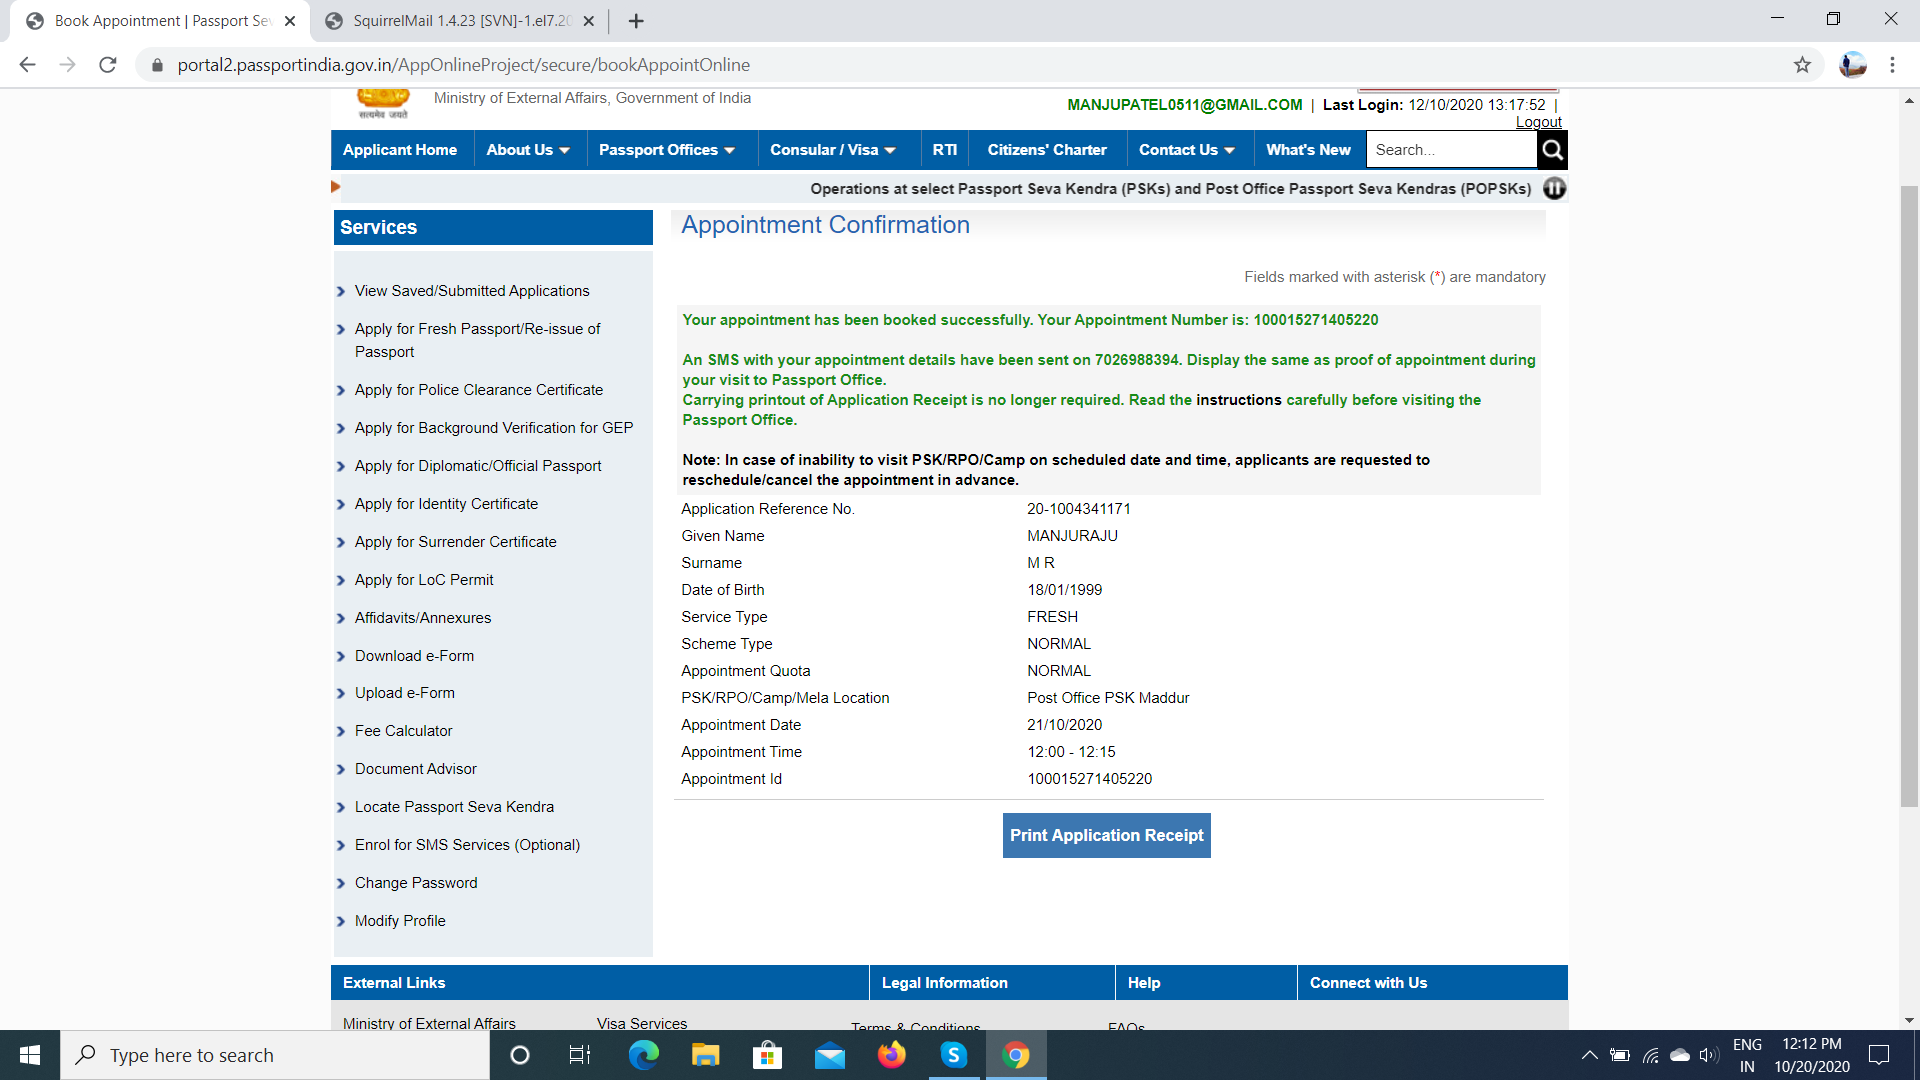 Book Appointment | Passport Sev
SquirrelMail 1.4.23 [SVN]-1.el7.20
portal2.passportindia.gov.in/AppOnlineProject/secure/bookAppointOnline
सत्यमेव जयते
Ministry of External Affairs, Government of India
MANJUPATEL0511@GMAIL.COM | Last Login: 12/10/2020 13:17:52 |
Logout
Applicant Home About Us Passport Offices Consular / Visa RTI Citizens' Charter Contact Us What's New Search...
Operations at select Passport Seva Kendra (PSKs) and Post Office Passport Seva Kendras (POPSKs)
Services
View Saved/Submitted Applications
Apply for Fresh Passport/Re-issue of
Passport
Apply for Police Clearance Certificate
Apply for Background Verification for GEP
Apply for Diplomatic/Official Passport
Apply for Identity Certificate
Apply for Surrender Certificate
Apply for LoC Permit
Affidavits/Annexures
Download e-Form
Upload e-Form
Fee Calculator
Document Advisor
Locate Passport Seva Kendra
Enrol for SMS Services (Optional)
Change Password
Modify Profile
Appointment Confirmation
Fields marked with asterisk (*) are mandatory
Your appointment has been booked successfully. Your Appointment Number is: 100015271405220
An SMS with your appointment details have been sent on 7026988394. Display the same as proof of appointment during
your visit to Passport Office.
Carrying printout of Application Receipt is no longer required. Read the instructions carefully before visiting the
Passport Office.
Note: In case of inability to visit PSK/RPO/Camp on scheduled date and time, applicants are requested to
reschedule/cancel the appointment in advance.
Application Reference No. 20-1004341171
Given Name MANJURAJU
Surname M R
Date of Birth 18/01/1999
Service Type FRESH
Scheme Type NORMAL
Appointment Quota NORMAL
PSK/RPO/Camp/Mela Location Post Office PSK Maddur
Appointment Date 21/10/2020
Appointment Time 12:00 - 12:15
Appointment Id 100015271405220
Print Application Receipt
External Links Legal Information Help Connect with Us
Ministry of External Affairs Visa Services Terms & Conditions FAQs
Type here to search
ENG
IN
12:12 PM
10/20/2020